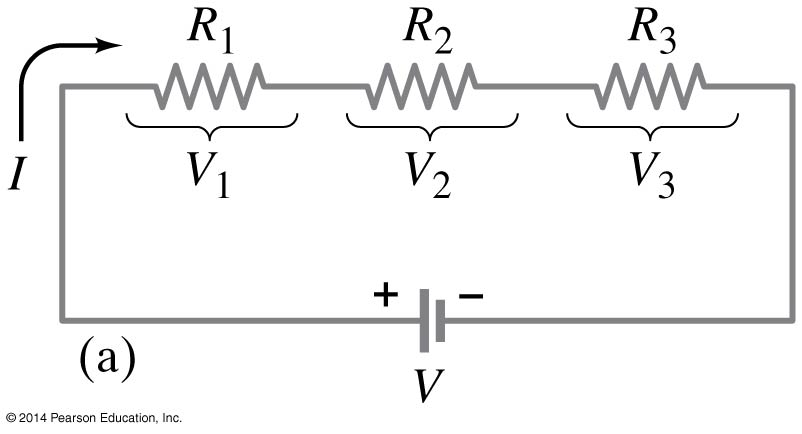 R1 R2 R3
I
V1 V2 V3
+ −
(a)
V
© 2014 Pearson Education, Inc.